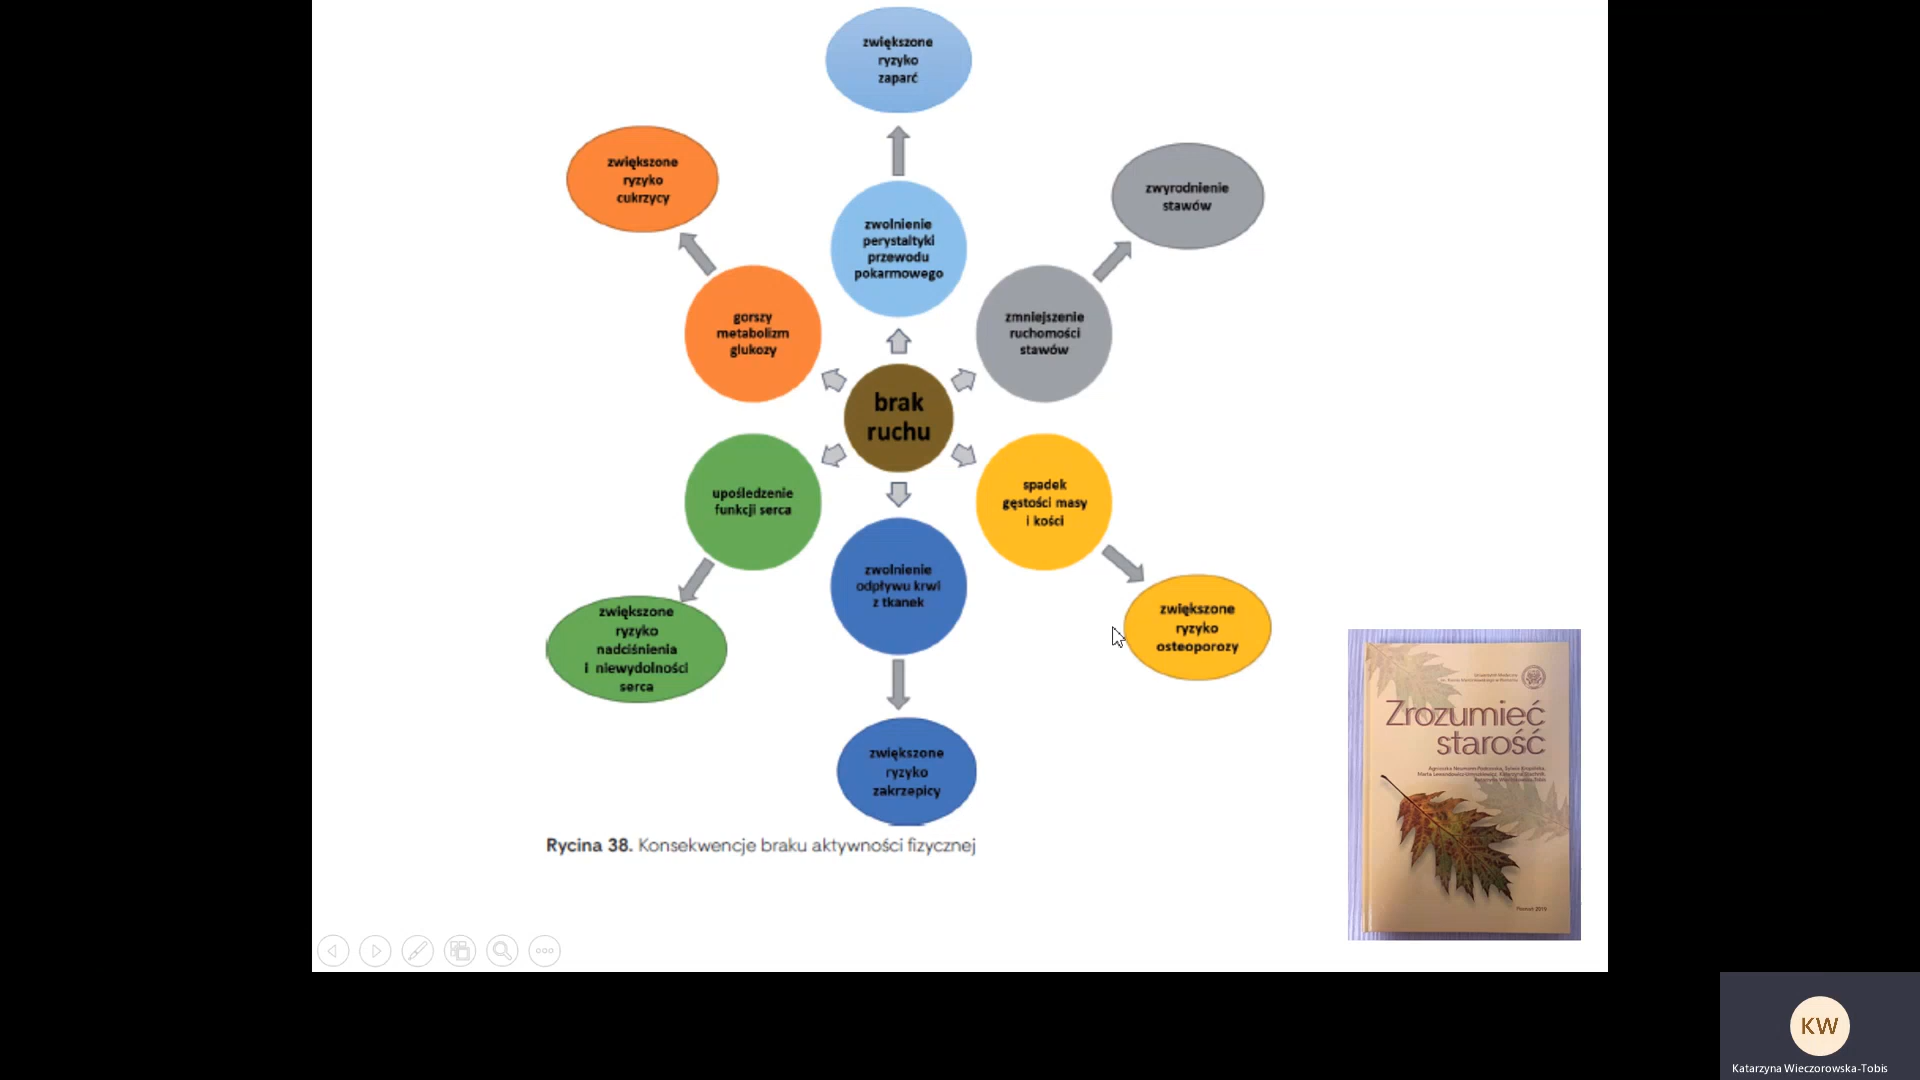 zwiększone
ryzyko
zaparć
zwiększone
ryzyko
cukrzycy
zwyrodnienie
stawów
zwolnienie
perystaltyki
przewodu
pokarmowego
gorszy
metabolizm
glukozy
zmniejszenie
ruchomości
stawów
brak
ruchu
upośledzenie
funkcji serca
spadek
gęstości masy
i kości
zwolnienie
odpływu krwi
z tkanek
zwiększone
ryzyko
nadciśnienia
i niewydolności
serca
zwiększone
ryzyko
osteoporozy
zwiększone
ryzyko
zakrzepicy
Rycina 38. Konsekwencje braku aktywności fizycznej
Zrozumieć
starość
KW
Katarzyna Wieczorowska-Tobis